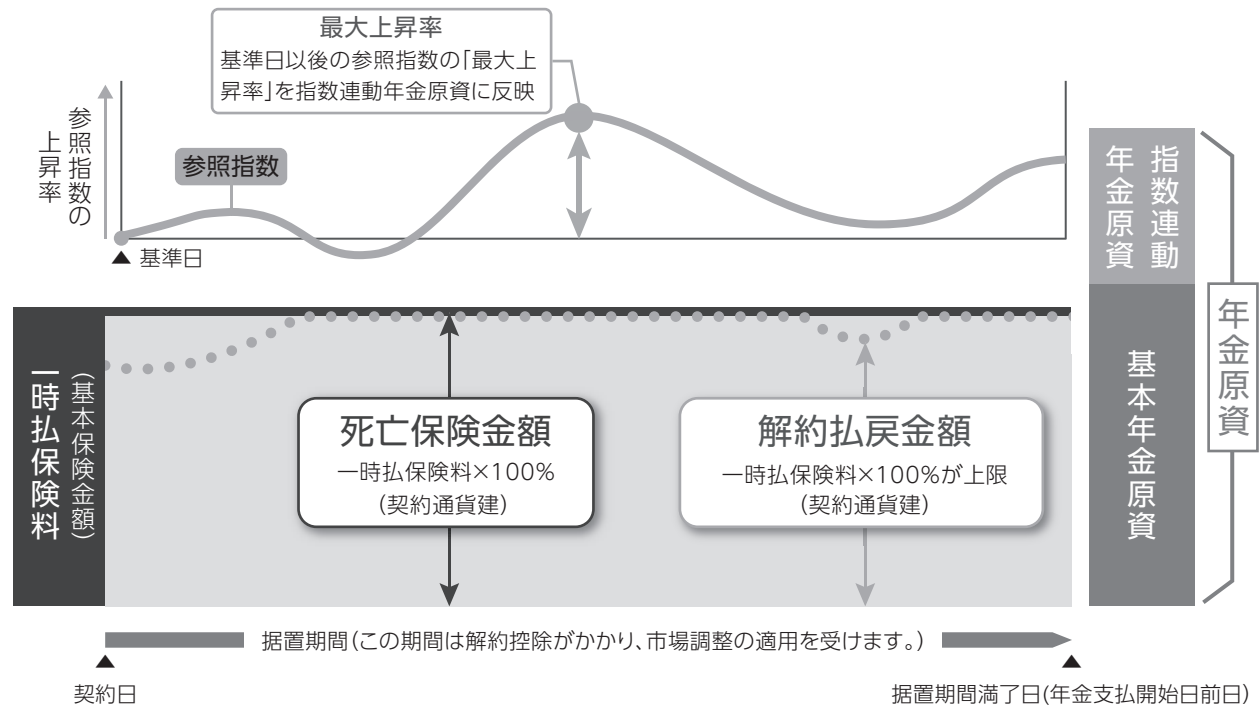 最大上昇率
基準日以後の参照指数の「最大上
昇率」を指数連動年金原資に反映
参照指数の
上昇率
参照指数
▲ 基準日
指数連動
年金原資
年金原資
基本年金原資
一時払保険料
(基本保険金額)
死亡保険金額
一時払保険料×100%
(契約通貨建)
解約払戻金額
一時払保険料×100%が上限
(契約通貨建)
据置期間(この期間は解約控除がかかり、市場調整の適用を受けます。)
契約日
据置期間満了日(年金支払開始日前日)